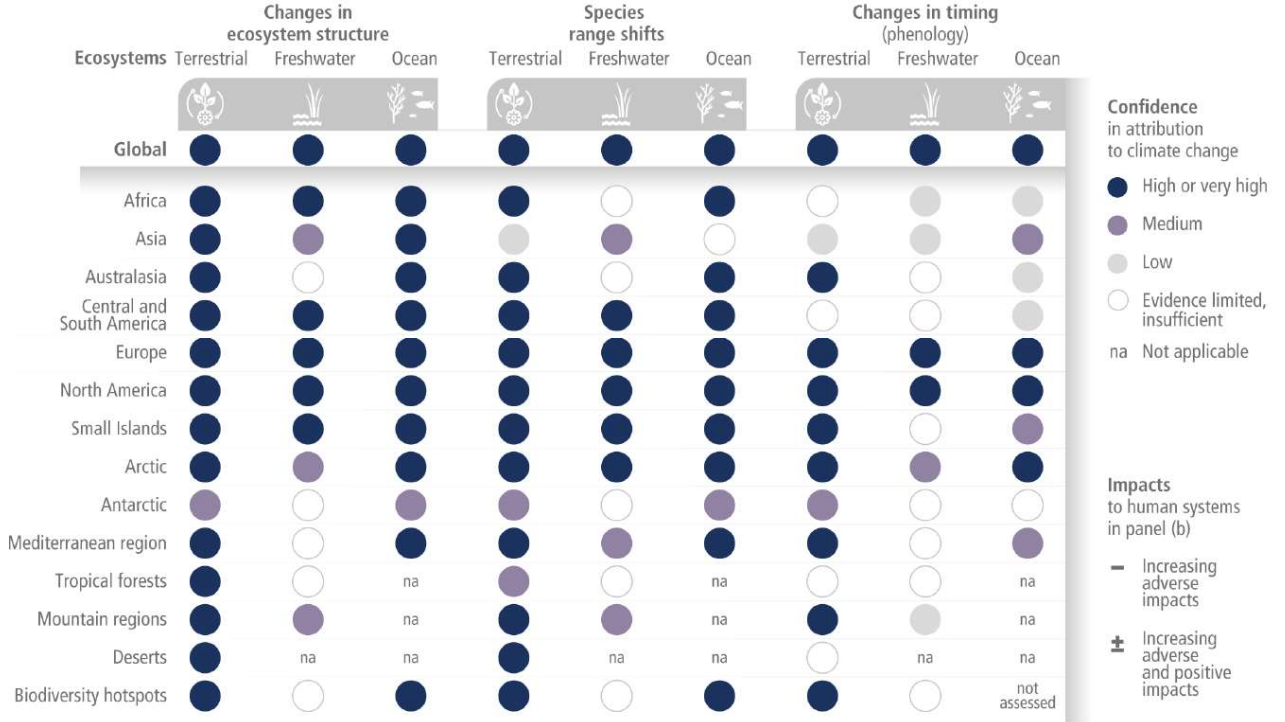 Changes in
ecosystem structure
Species
range shifts
Changes in timing
(phenology)
Ecosystems Terrestrial Freshwater Ocean Terrestrial Freshwater Ocean Terrestrial Freshwater Ocean
Global
Africa
Asia
Australasia
Central and
South America
Europe
North America
Small Islands
Arctic
Antarctic
Mediterranean region
Tropical forests na na na
Mountain regions na na na
Deserts na na na na na na
Biodiversity hotspots not
assessed
Confidence
in attribution
to climate change
High or very high
Medium
Low
Evidence limited,
insufficient
na Not applicable
Impacts
to human systems
in panel (b)
− Increasing
adverse
impacts
± Increasing
adverse
and positive
impacts